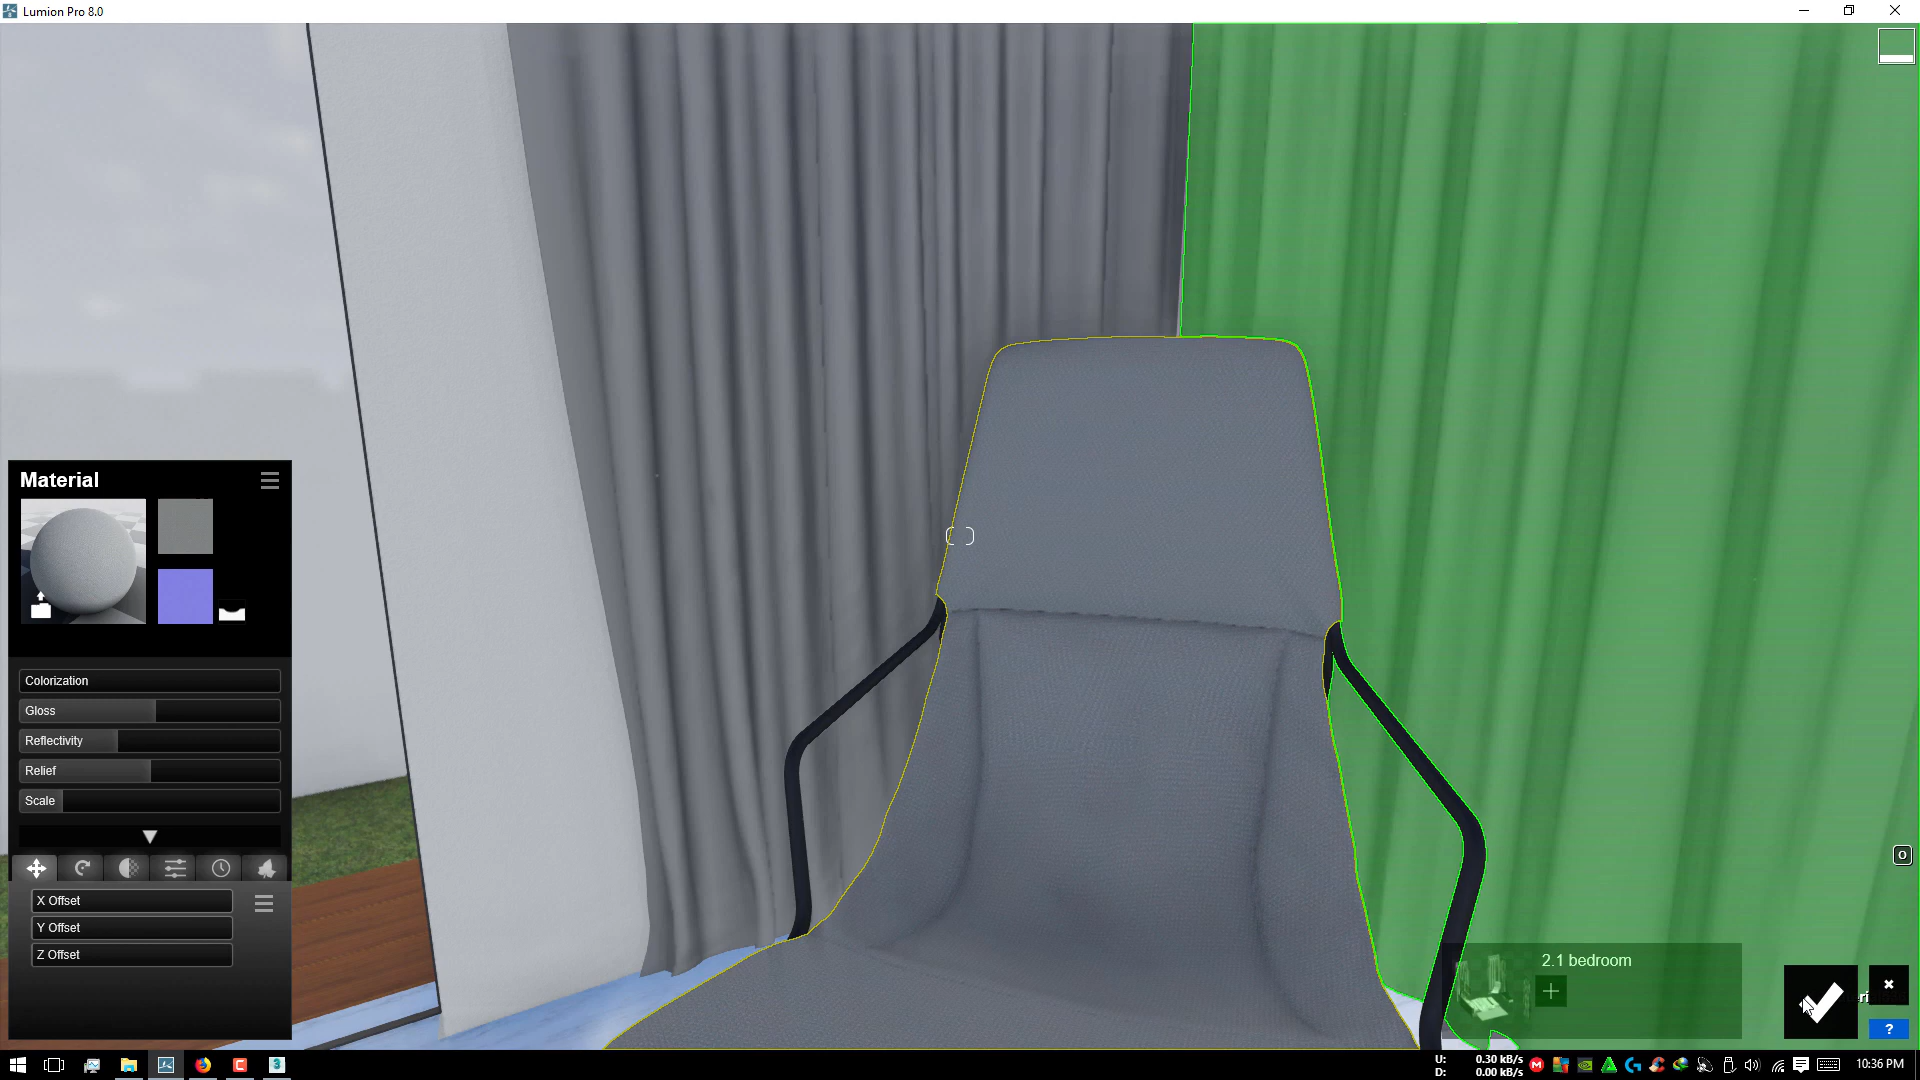 Lumion Pro 8.0
Material
Colorization
Gloss
Reflectivity
Relief
Scale
X Offset
Y Offset
Z Offset
O
2.1 bedroom
?
U: 0.30 kB/s
D: 0.00 kB/s
10:36 PM